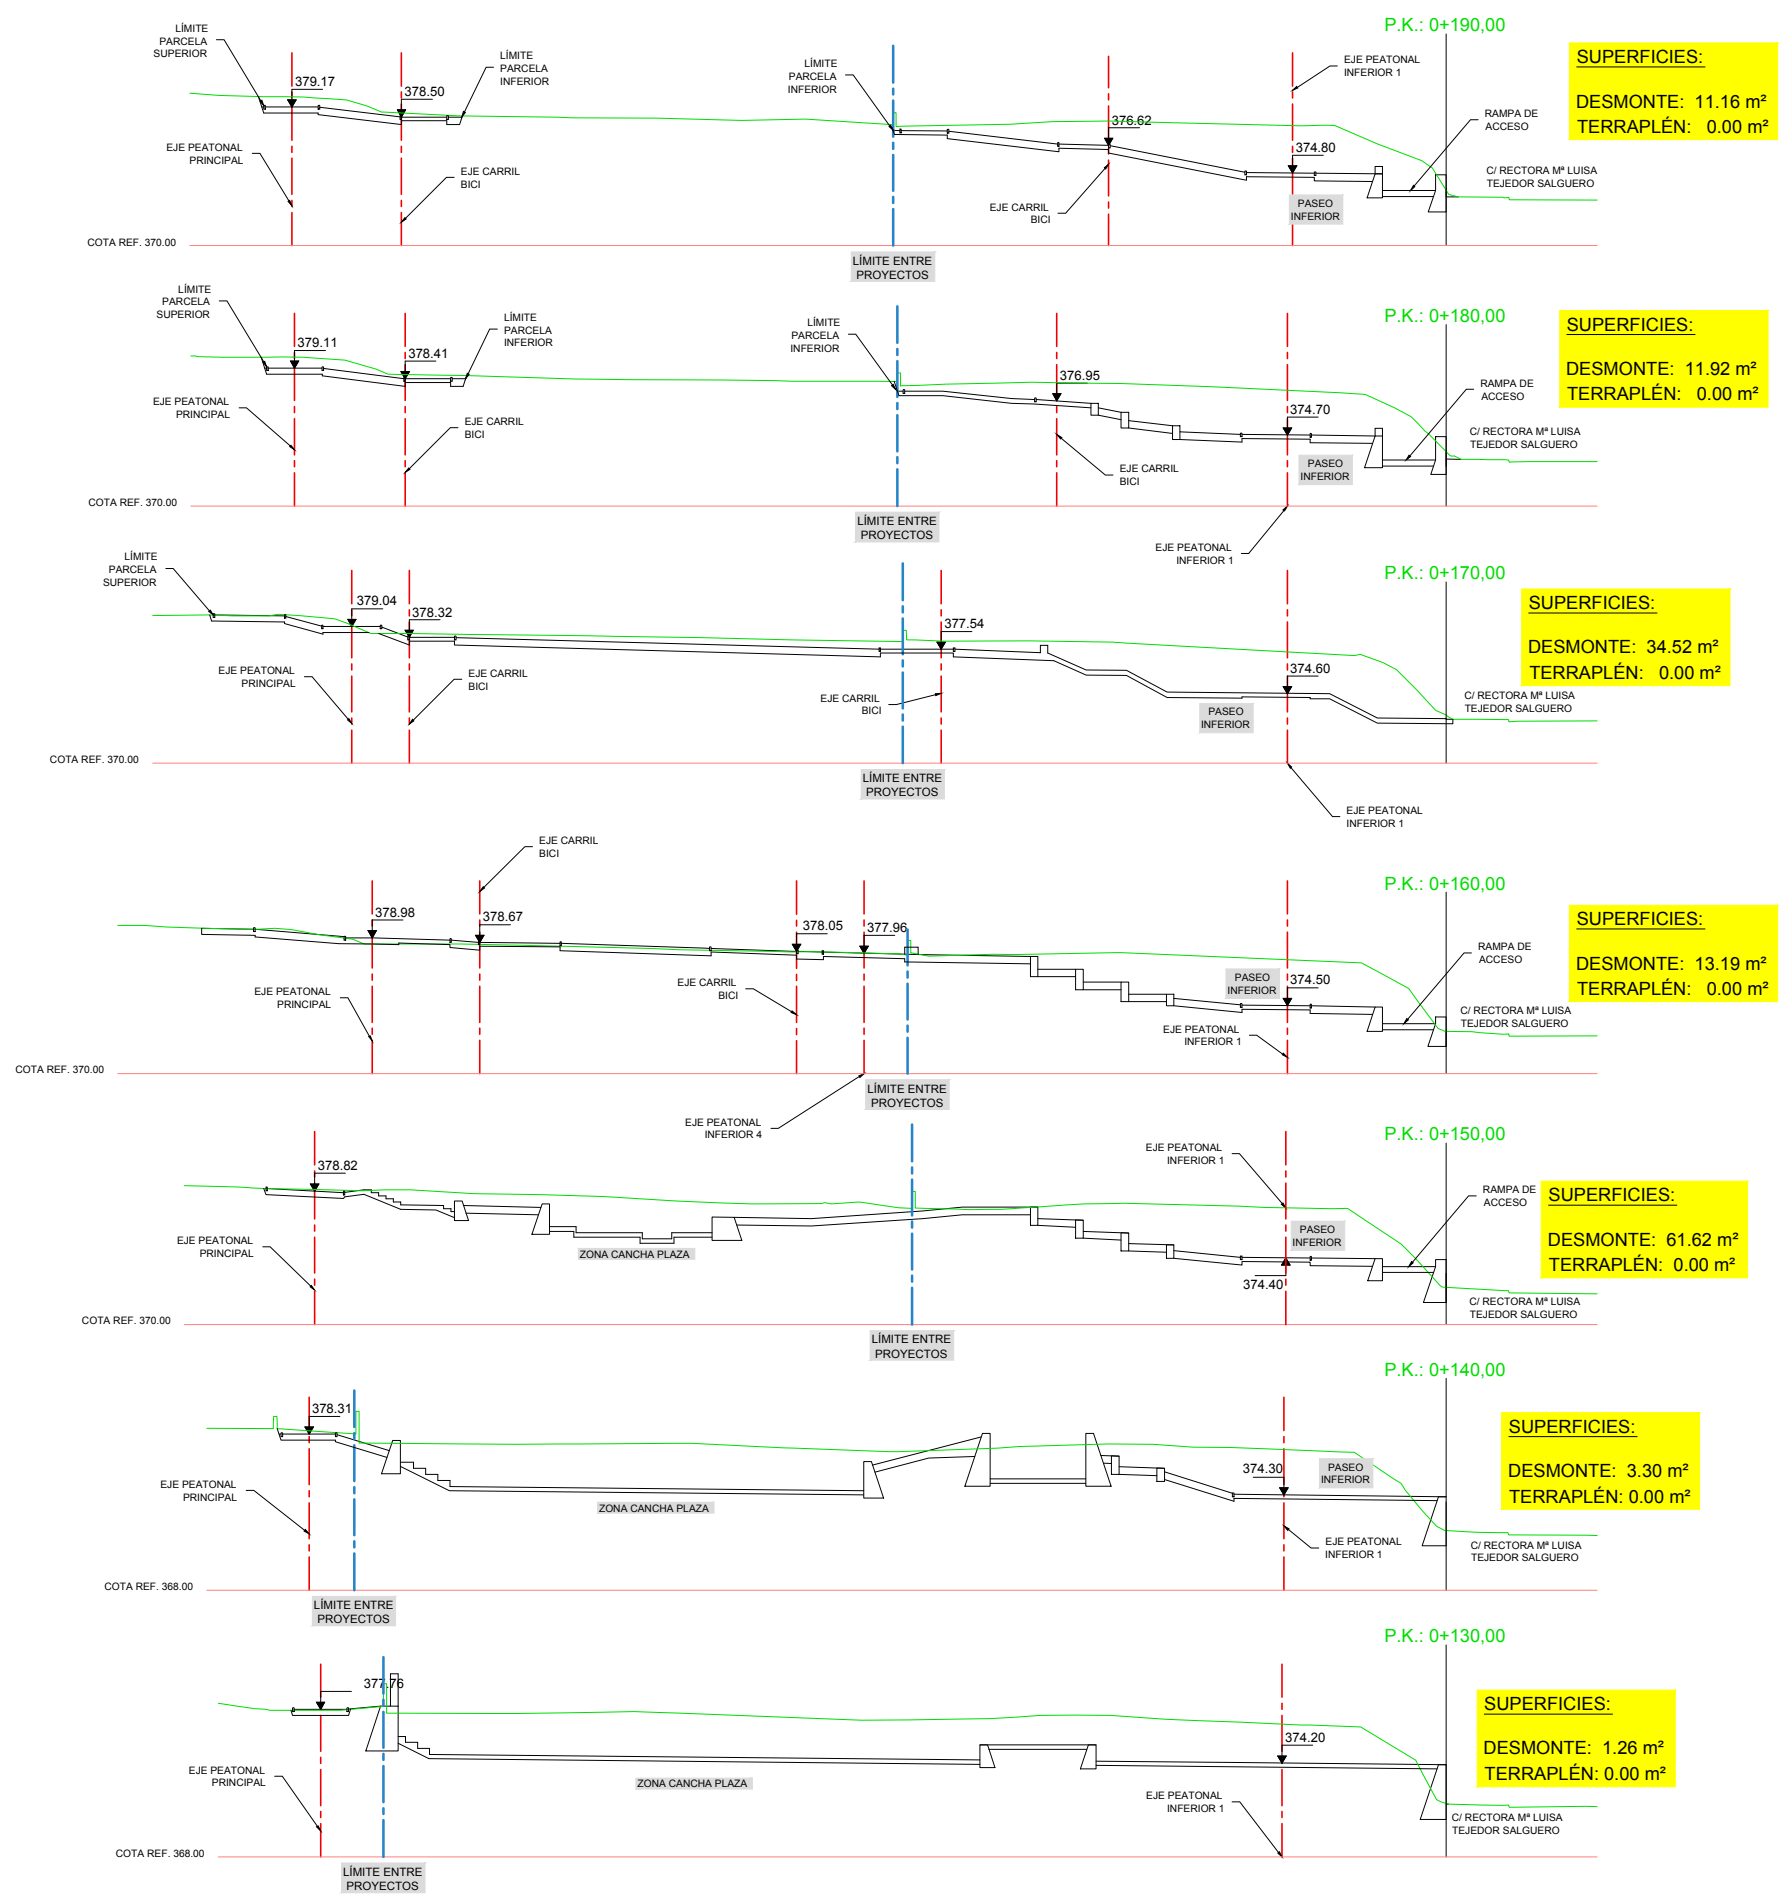 P.K.: 0+190,00
LÍMITE
PARCELA
SUPERIOR
379.17
378.50
LÍMITE
PARCELA
INFERIOR
LÍMITE
PARCELA
INFERIOR
376.62
EJE PEATONAL
INFERIOR 1
374.80
RAMPA DE
ACCESO
C/ RECTORA Mª LUISA
TEJEDOR SALGUERO
SUPERFICIES:
DESMONTE: 11.16 m²
TERRAPLÉN: 0.00 m²
EJE PEATONAL
PRINCIPAL
EJE CARRIL
BICI
EJE CARRIL
BICI
PASEO
INFERIOR
COTA REF. 370.00
LÍMITE ENTRE
PROYECTOS
P.K.: 0+180,00
LÍMITE
PARCELA
SUPERIOR
379.11
378.41
LÍMITE
PARCELA
INFERIOR
LÍMITE
PARCELA
INFERIOR
376.95
374.70
RAMPA DE
ACCESO
C/ RECTORA Mª LUISA
TEJEDOR SALGUERO
SUPERFICIES:
DESMONTE: 11.92 m²
TERRAPLÉN: 0.00 m²
EJE PEATONAL
PRINCIPAL
EJE CARRIL
BICI
EJE CARRIL
BICI
PASEO
INFERIOR
COTA REF. 370.00
LÍMITE ENTRE
PROYECTOS
EJE PEATONAL
INFERIOR 1
P.K.: 0+170,00
LÍMITE
PARCELA
SUPERIOR
379.04
378.32
377.54
374.60
SUPERFICIES:
DESMONTE: 34.52 m²
TERRAPLÉN: 0.00 m²
EJE PEATONAL
PRINCIPAL
EJE CARRIL
BICI
EJE CARRIL
BICI
PASEO
INFERIOR
C/ RECTORA Mª LUISA
TEJEDOR SALGUERO
COTA REF. 370.00
LÍMITE ENTRE
PROYECTOS
EJE PEATONAL
INFERIOR 1
EJE CARRIL
BICI
P.K.: 0+160,00
378.98
378.67
378.05
377.96
374.50
PASEO
INFERIOR
RAMPA DE
ACCESO
SUPERFICIES:
DESMONTE: 13.19 m²
TERRAPLÉN: 0.00 m²
EJE PEATONAL
PRINCIPAL
EJE CARRIL
BICI
EJE PEATONAL
INFERIOR 1
C/ RECTORA Mª LUISA
TEJEDOR SALGUERO
COTA REF. 370.00
LÍMITE ENTRE
PROYECTOS
EJE PEATONAL
INFERIOR 4
P.K.: 0+150,00
378.82
EJE PEATONAL
INFERIOR 1
RAMPA DE
ACCESO
SUPERFICIES:
DESMONTE: 61.62 m²
TERRAPLÉN: 0.00 m²
EJE PEATONAL
PRINCIPAL
ZONA CANCHA PLAZA
PASEO
INFERIOR
374.40
C/ RECTORA Mª LUISA
TEJEDOR SALGUERO
COTA REF. 370.00
LÍMITE ENTRE
PROYECTOS
P.K.: 0+140,00
378.31
374.30
PASEO
INFERIOR
SUPERFICIES:
DESMONTE: 3.30 m²
TERRAPLÉN: 0.00 m²
EJE PEATONAL
PRINCIPAL
ZONA CANCHA PLAZA
EJE PEATONAL
INFERIOR 1
C/ RECTORA Mª LUISA
TEJEDOR SALGUERO
COTA REF. 368.00
LÍMITE ENTRE
PROYECTOS
P.K.: 0+130,00
377.76
374.20
SUPERFICIES:
DESMONTE: 1.26 m²
TERRAPLÉN: 0.00 m²
EJE PEATONAL
PRINCIPAL
ZONA CANCHA PLAZA
EJE PEATONAL
INFERIOR 1
C/ RECTORA Mª LUISA
TEJEDOR SALGUERO
COTA REF. 368.00
LÍMITE ENTRE
PROYECTOS